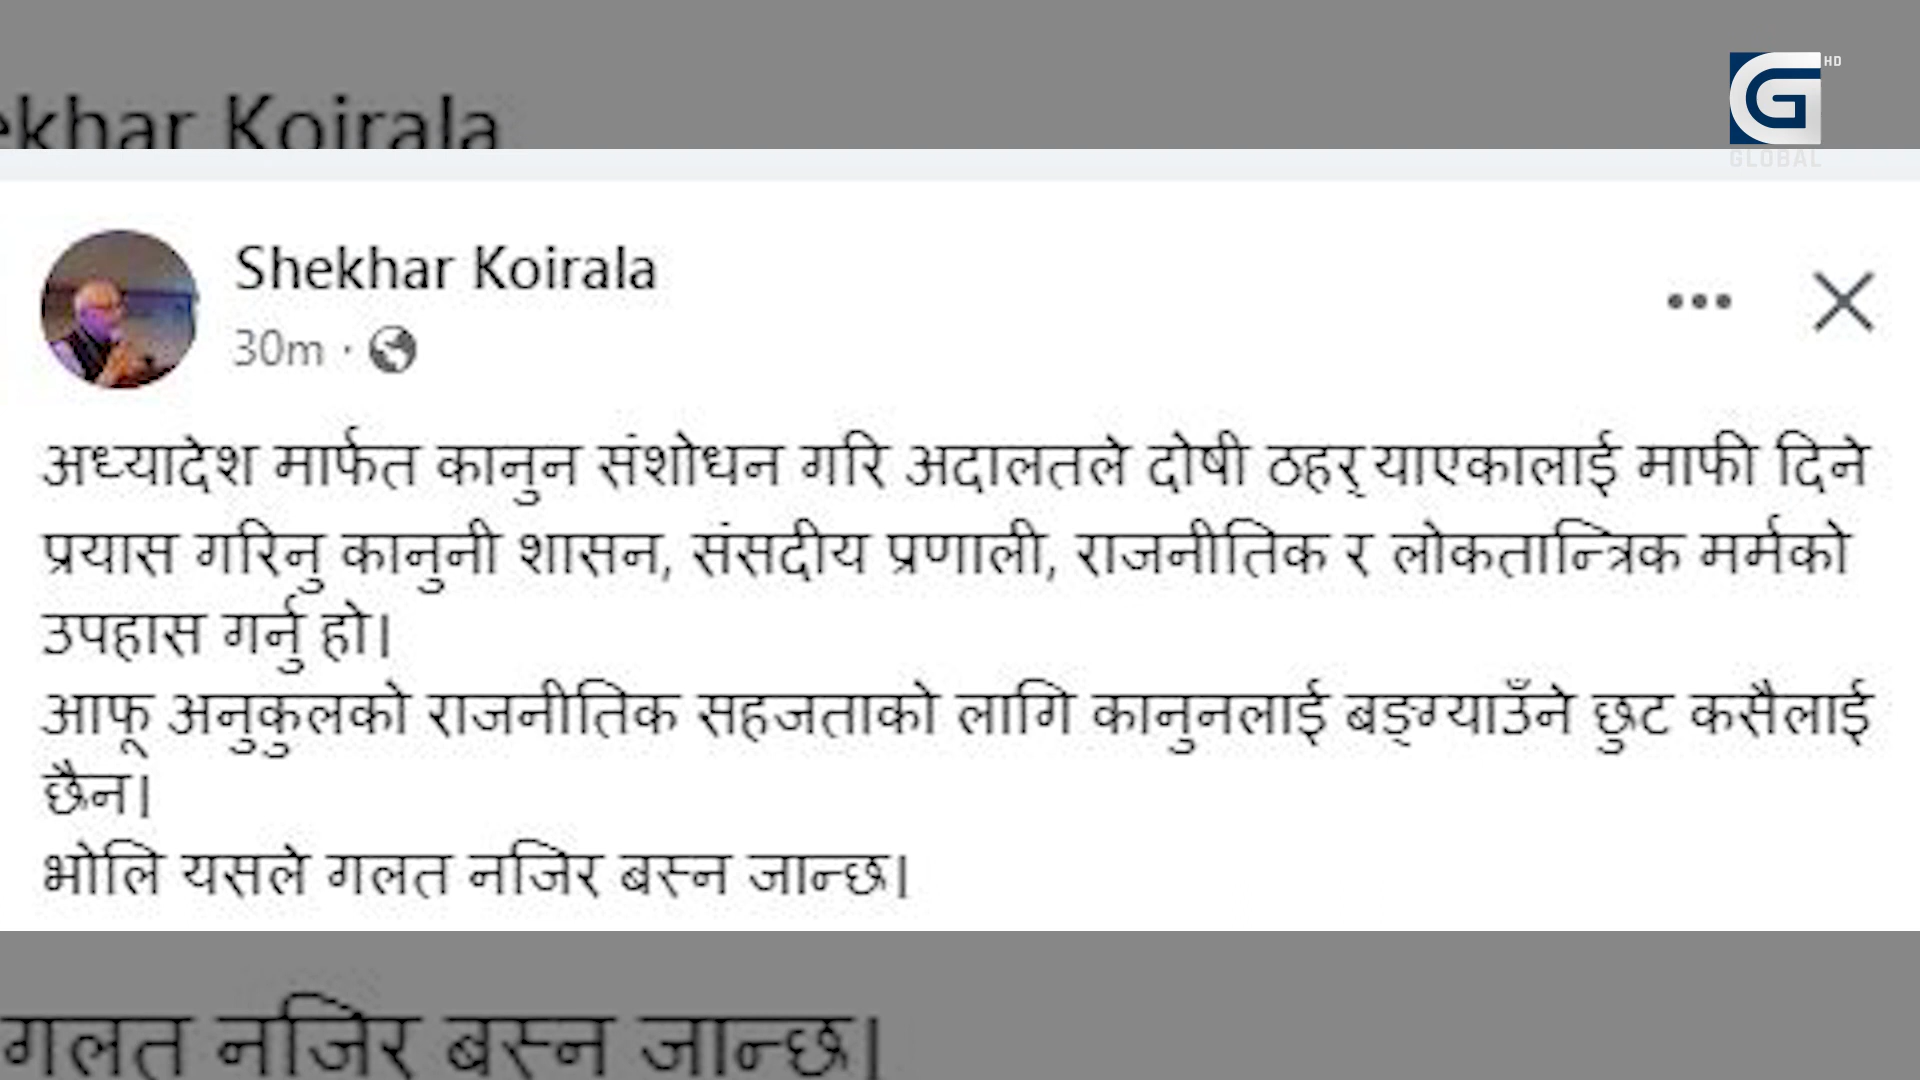 ekhar Koirala
HD
GLOBAL
Shekhar Koirala
30m ·
अध्यादेश मार्फत कानुन संशोधन गरि अदालतले दोषी ठहर्‍याएकालाई माफी दिने
प्रयास गरिनु कानुनी शासन, संसदीय प्रणाली, राजनीतिक र लोकतान्त्रिक मर्मको
उपहास गर्नु हो।
आफू अनुकुलको राजनीतिक सहजताको लागि कानुनलाई बङ्ग्याउँने छुट कसैलाई
छैन।
भोलि यसले गलत नजिर बस्न जान्छ।
गलत नजिर बस्न जान्छ।